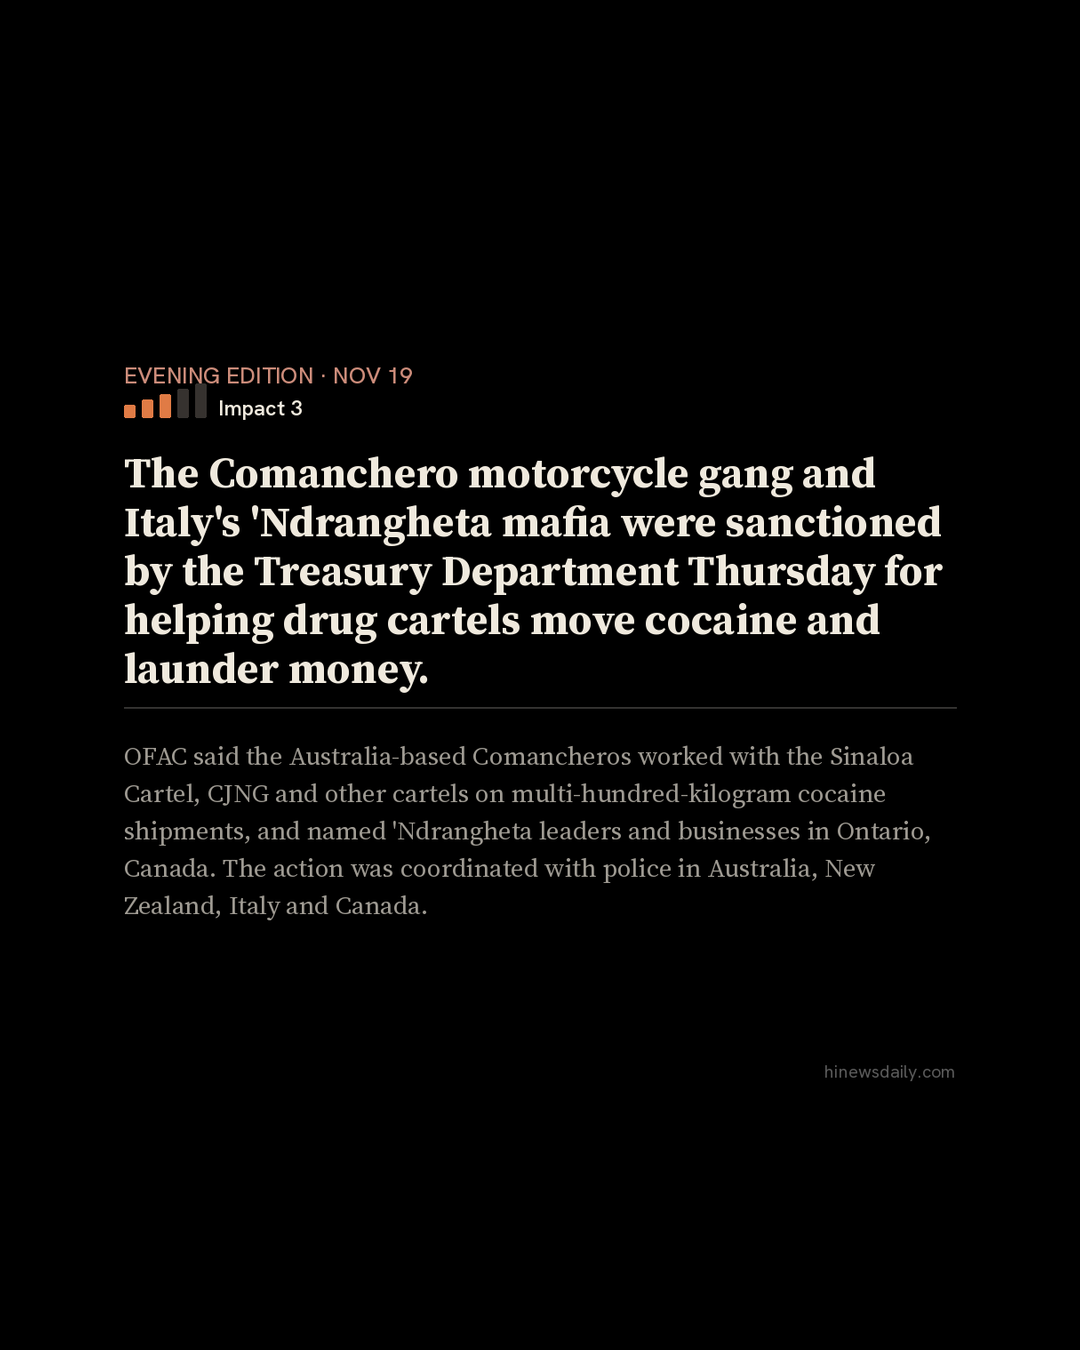 EVENING EDITION · NOV 19
Impact 3
The Comanchero motorcycle gang and
Italy's 'Ndrangheta mafia were sanctioned
by the Treasury Department Thursday for
helping drug cartels move cocaine and
launder money.
OFAC said the Australia-based Comancheros worked with the Sinaloa
Cartel, CJNG and other cartels on multi-hundred-kilogram cocaine
shipments, and named 'Ndrangheta leaders and businesses in Ontario,
Canada. The action was coordinated with police in Australia, New
Zealand, Italy and Canada.
hinewsdaily.com